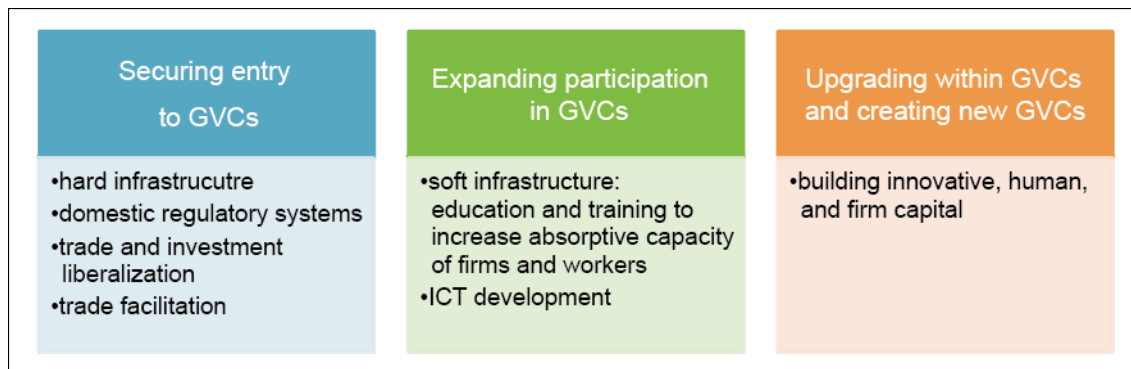 Securing entry
to GVCs
•hard infrastrucutre
•domestic regulatory systems
•trade and investment
liberalization
•trade facilitation
Expanding participation
in GVCs
•soft infrastructure:
education and training to
increase absorptive capacity
of firms and workers
•ICT development
Upgrading within GVCs
and creating new GVCs
•building innovative, human,
and firm capital